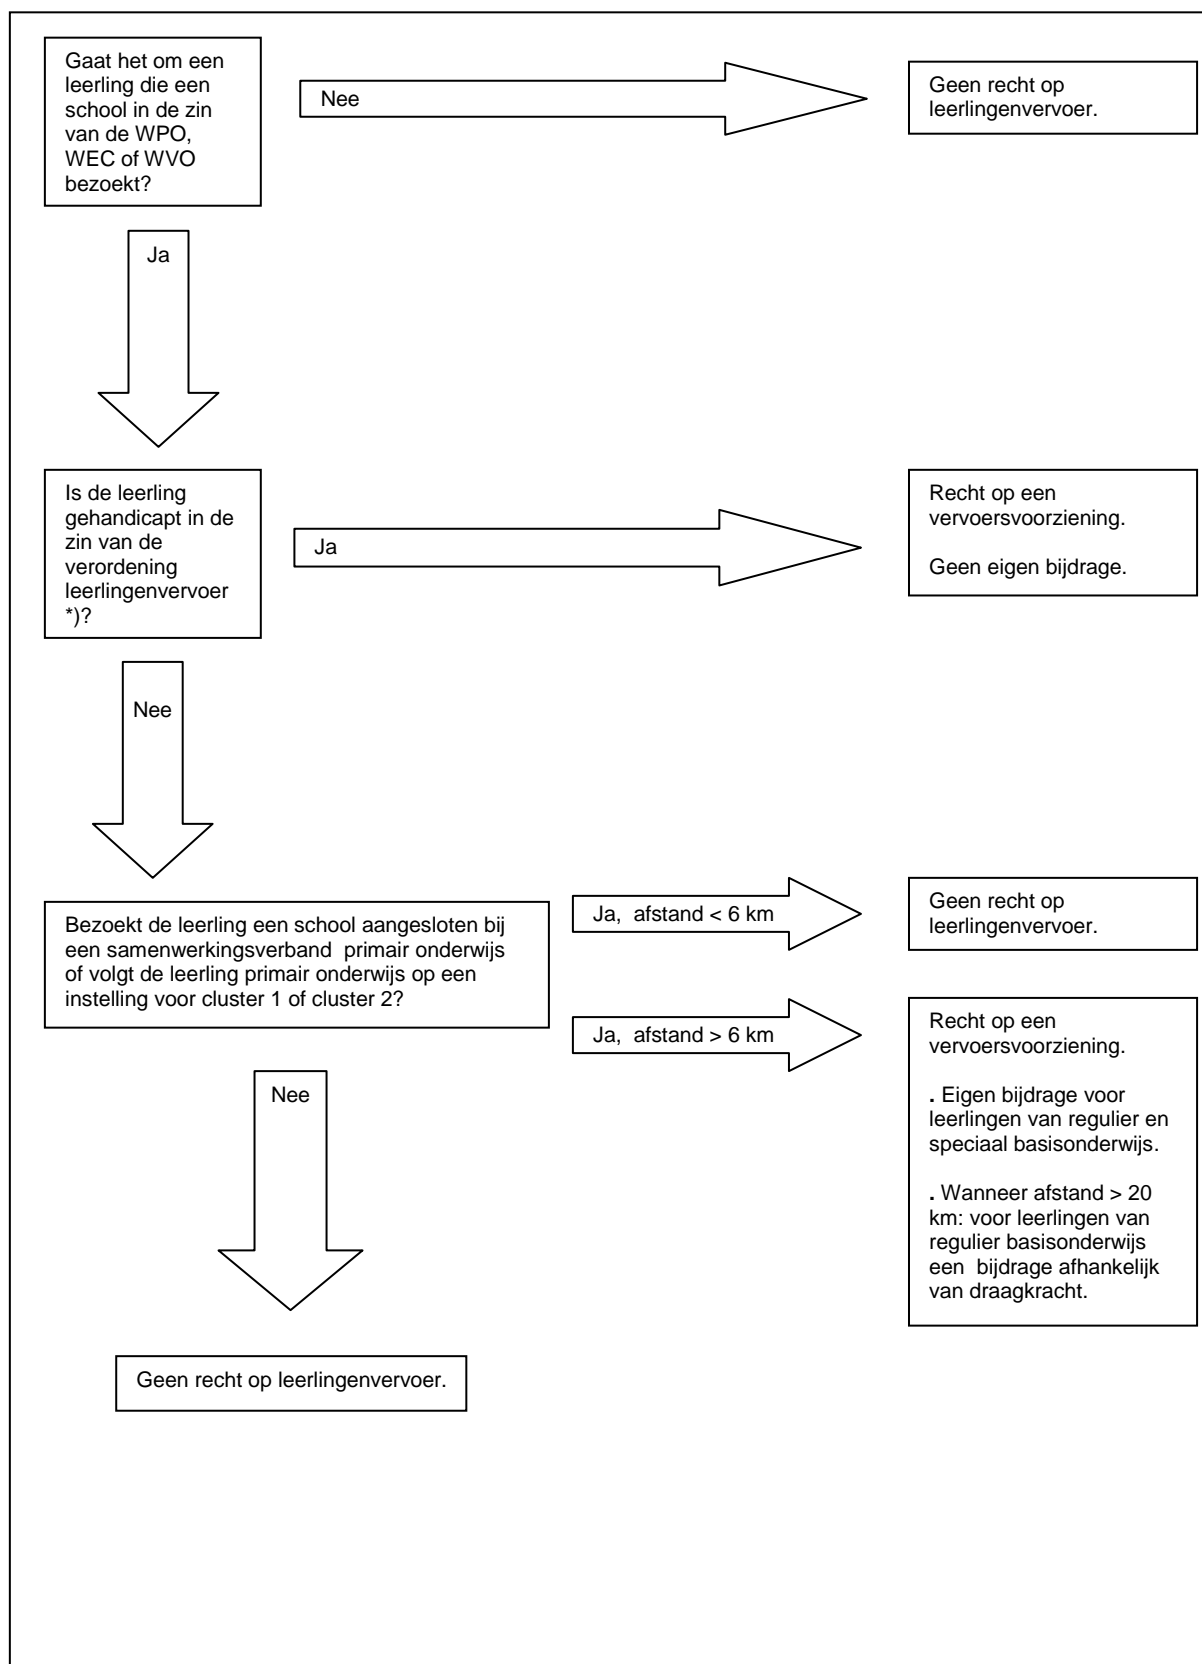 Gaat het om een
leerling die een
school in de zin
van de WPO,
WEC of WVO
bezoekt?
Nee
Geen recht op
leerlingenvervoer.
Ja
Is de leerling
gehandicapt in de
zin van de
verordening
leerlingenvervoer
*)?
Ja
Recht op een
vervoersvoorziening.
Geen eigen bijdrage.
Nee
Bezoekt de leerling een school aangesloten bij
een samenwerkingsverband  primair onderwijs
of volgt de leerling primair onderwijs op een
instelling voor cluster 1 of cluster 2?
Ja,  afstand < 6 km
Geen recht op
leerlingenvervoer.
Ja,  afstand > 6 km
Recht op een
vervoersvoorziening.
. Eigen bijdrage voor
leerlingen van regulier en
speciaal basisonderwijs.
. Wanneer afstand > 20
km: voor leerlingen van
regulier basisonderwijs
een  bijdrage afhankelijk
van draagkracht.
Nee
Geen recht op leerlingenvervoer.